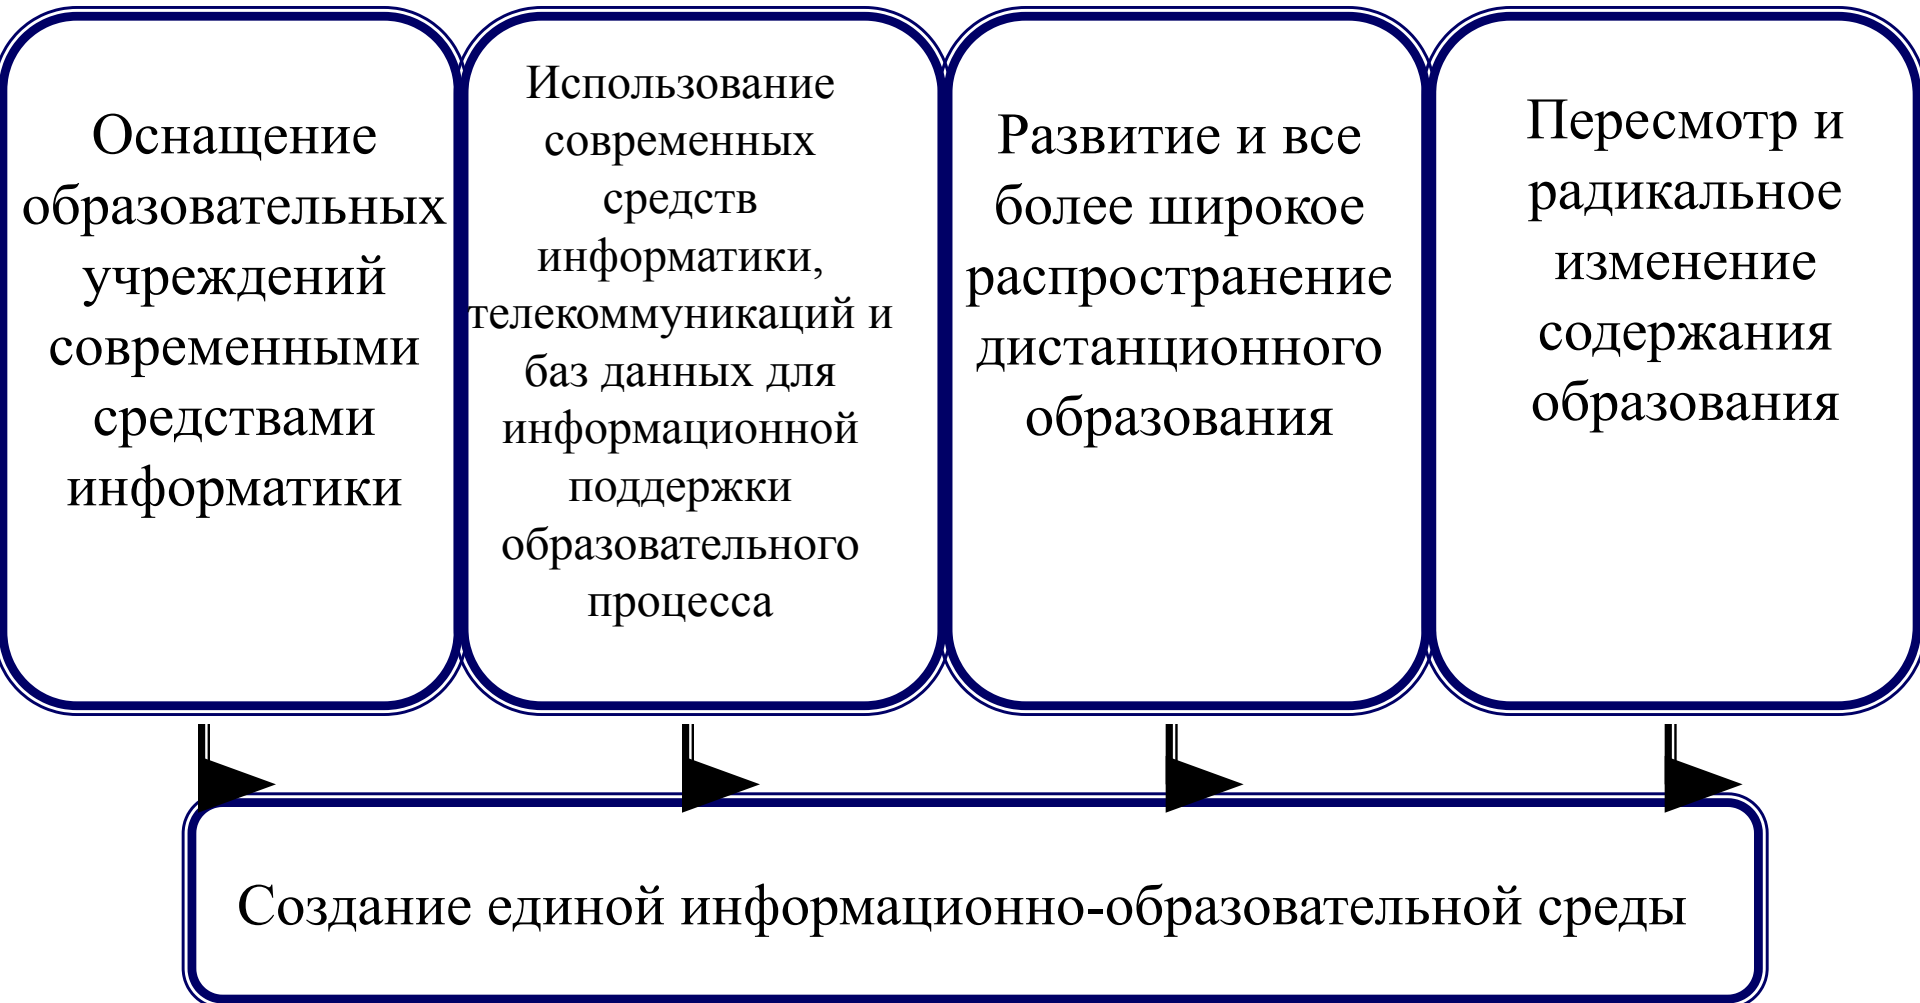 Оснащение
образовательных
учреждений
современными
средствами
информатики
Использование
современных
средств
информатики,
телекоммуникаций и
баз данных для
информационной
поддержки
образовательного
процесса
Развитие и все
более широкое
распространение
дистанционного
образования
Пересмотр и
радикальное
изменение
содержания
образования
Создание единой информационно-образовательной среды